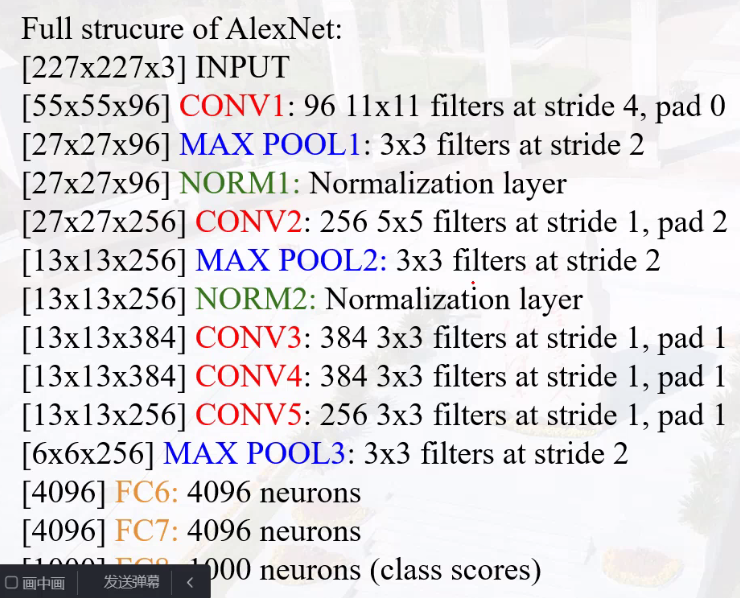 Full strucure of AlexNet:
[227x227x3] INPUT
[55x55x96] CONV1: 96 11x11 filters at stride 4, pad 0
[27x27x96] MAX POOL1: 3x3 filters at stride 2
[27x27x96] NORM1: Normalization layer
[27x27x256] CONV2: 256 5x5 filters at stride 1, pad 2
[13x13x256] MAX POOL2: 3x3 filters at stride 2
[13x13x256] NORM2: Normalization layer
[13x13x384] CONV3: 384 3x3 filters at stride 1, pad 1
[13x13x384] CONV4: 384 3x3 filters at stride 1, pad 1
[13x13x256] CONV5: 256 3x3 filters at stride 1, pad 1
[6x6x256] MAX POOL3: 3x3 filters at stride 2
[4096] FC6: 4096 neurons
[4096] FC7: 4096 neurons
[1000] FC8: 1000 neurons (class scores)
画中画 发送弹幕